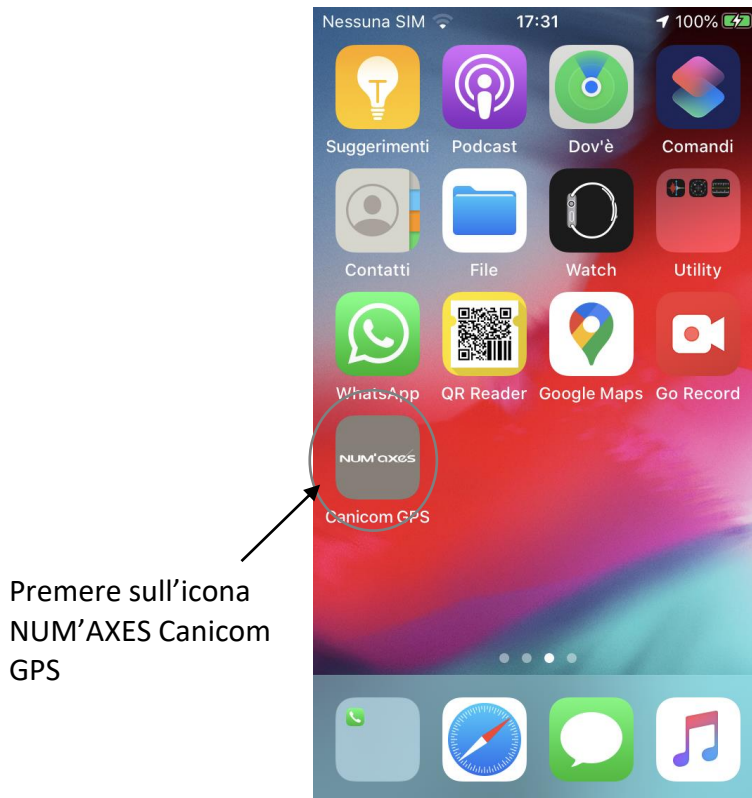 Nessuna SIM 17:31 100%
Suggerimenti Podcast Dov'è Comandi
Contatti File Watch Utility
WhatsApp QR Reader Google Maps Go Record
NUM'axes
Canicom GPS
Premere sull’icona
NUM’AXES Canicom
GPS